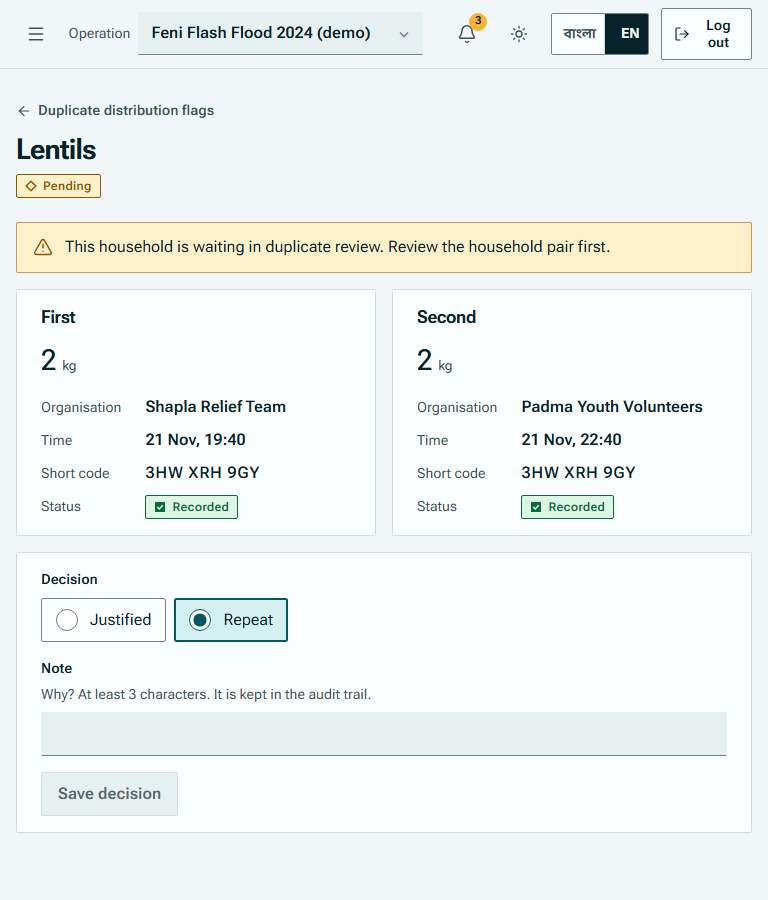 Operation
Feni Flash Flood 2024 (demo)
3
বাংলা
EN
Log out
Duplicate distribution flags
Lentils
Pending
This household is waiting in duplicate review. Review the household pair first.
First
2 kg
Organisation Shapla Relief Team
Time 21 Nov, 19:40
Short code 3HW XRH 9GY
Status Recorded
Second
2 kg
Organisation Padma Youth Volunteers
Time 21 Nov, 22:40
Short code 3HW XRH 9GY
Status Recorded
Decision
Justified
Repeat
Note
Why? At least 3 characters. It is kept in the audit trail.
Save decision